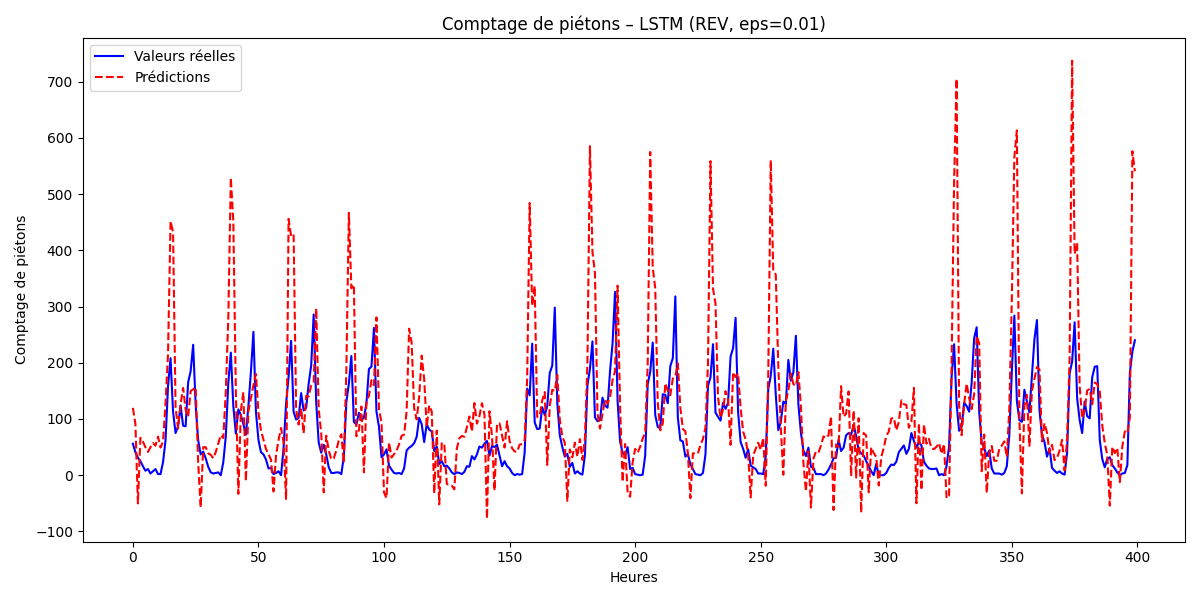 Comptage de piétons – LSTM (REV, eps=0.01)
Valeurs réelles
Prédictions
Comptage de piétons
700
600
500
400
300
200
100
0
−100
0 50 100 150 200 250 300 350 400
Heures